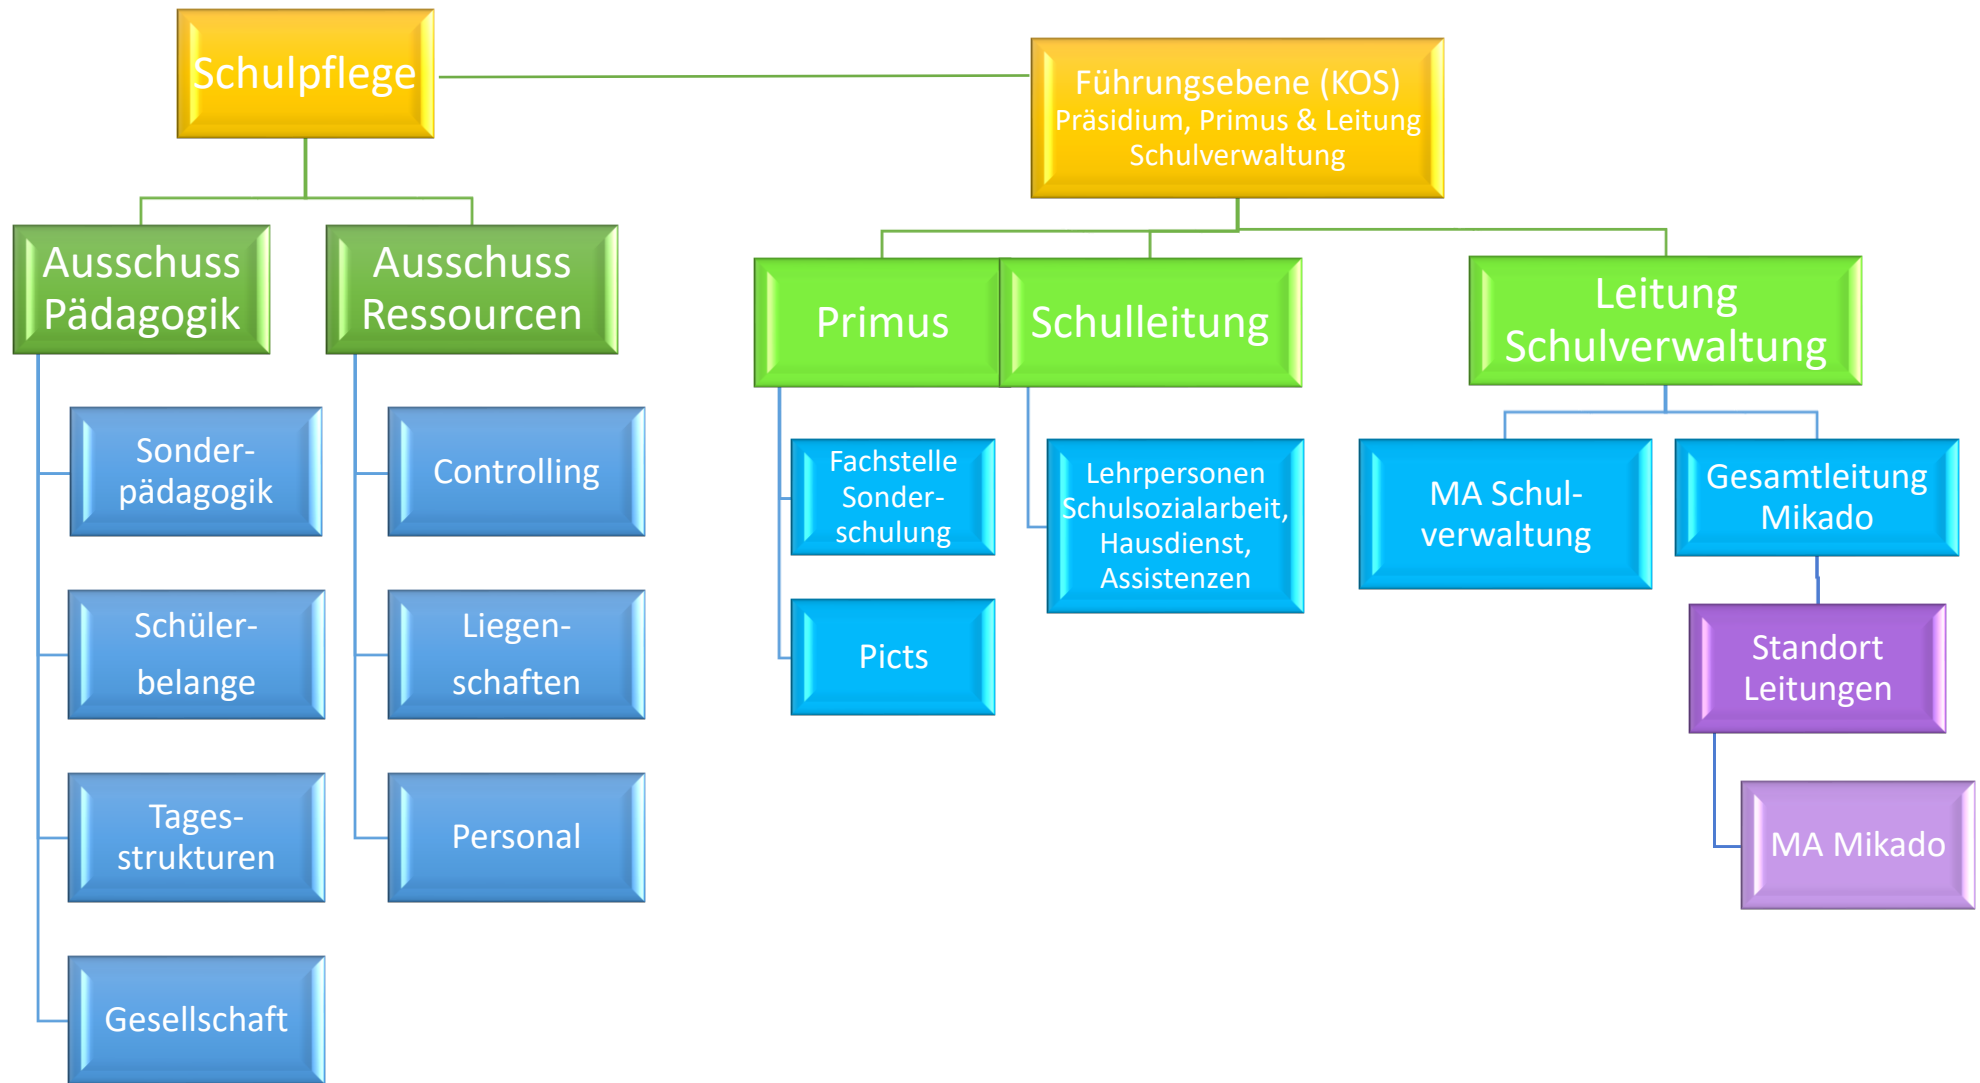 Schulpflege
Führungsebene (KOS)
Präsidium, Primus & Leitung
Schulverwaltung
Ausschuss
Pädagogik
Ausschuss
Ressourcen
Primus
Schulleitung
Leitung
Schulverwaltung
Sonder-
pädagogik
Controlling
Fachstelle
Sonder-
schulung
Lehrpersonen
Schulsozialarbeit,
Hausdienst,
Assistenzen
MA Schul-
verwaltung
Gesamtleitung
Mikado
Schüler-
belange
Liegen-
schaften
Picts
Standort
Leitungen
Tages-
strukturen
Personal
MA Mikado
Gesellschaft